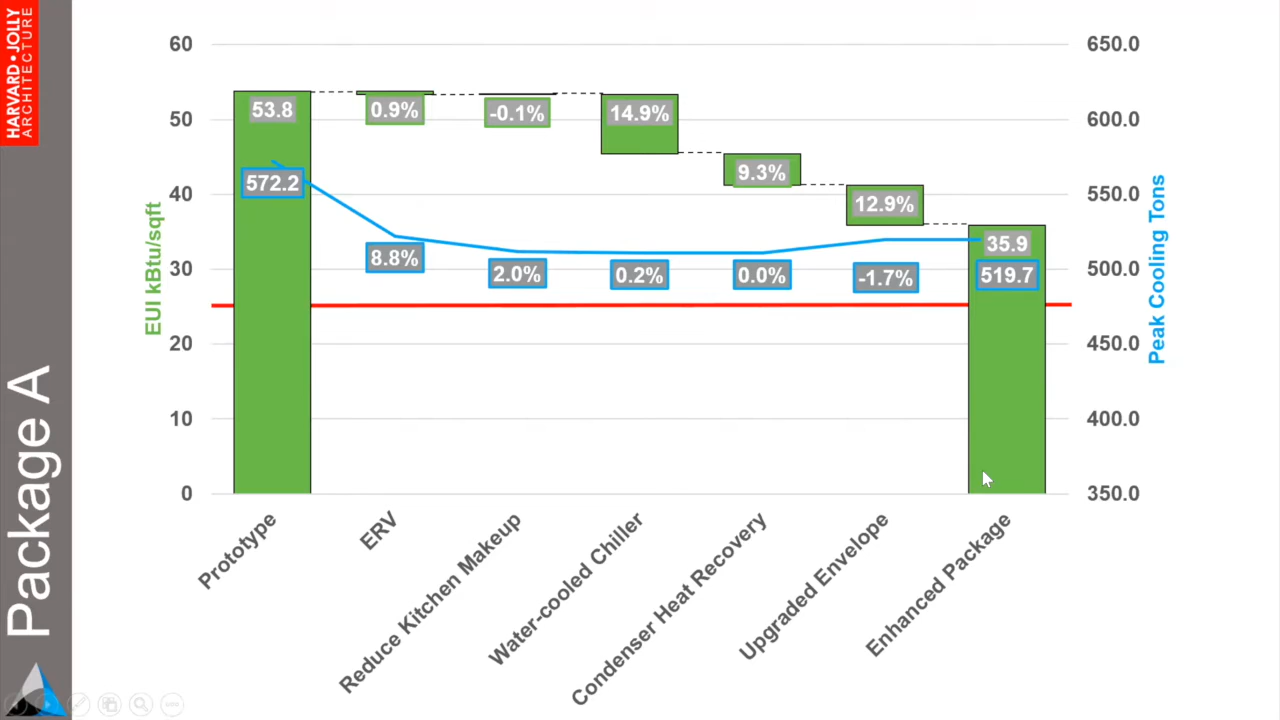 HARVARD•JOLLY
ARCHITECTURE
Package A
60
50
40
30
20
10
0
EUI kBtu/sqft
650.0
600.0
550.0
500.0
450.0
400.0
350.0
Peak Cooling Tons
53.8
0.9%
-0.1%
14.9%
9.3%
12.9%
35.9
572.2
8.8%
2.0%
0.2%
0.0%
-1.7%
519.7
Prototype
ERV
Reduce Kitchen Makeup
Water-cooled Chiller
Condenser Heat Recovery
Upgraded Envelope
Enhanced Package